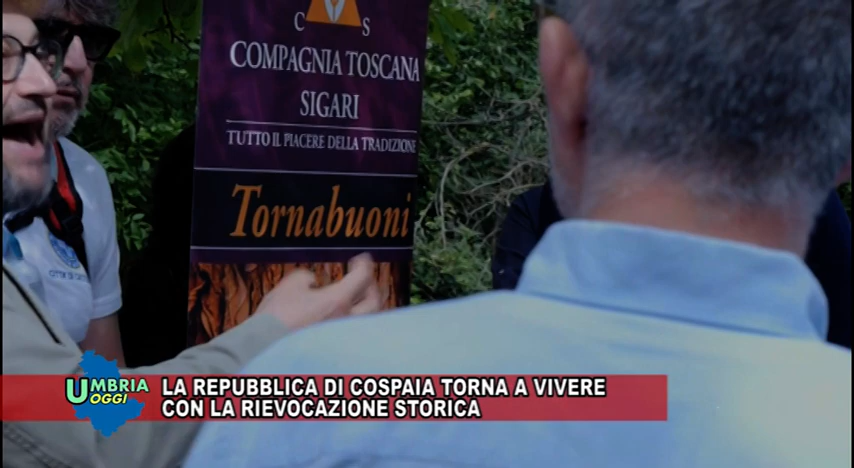 C S
COMPAGNIA TOSCANA
SIGARI
TUTTO IL PIACERE DELLA TRADIZIONE
Tornabuoni
UMBRIA
OGGI
LA REPUBBLICA DI COSPAIA TORNA A VIVERE
CON LA RIEVOCAZIONE STORICA